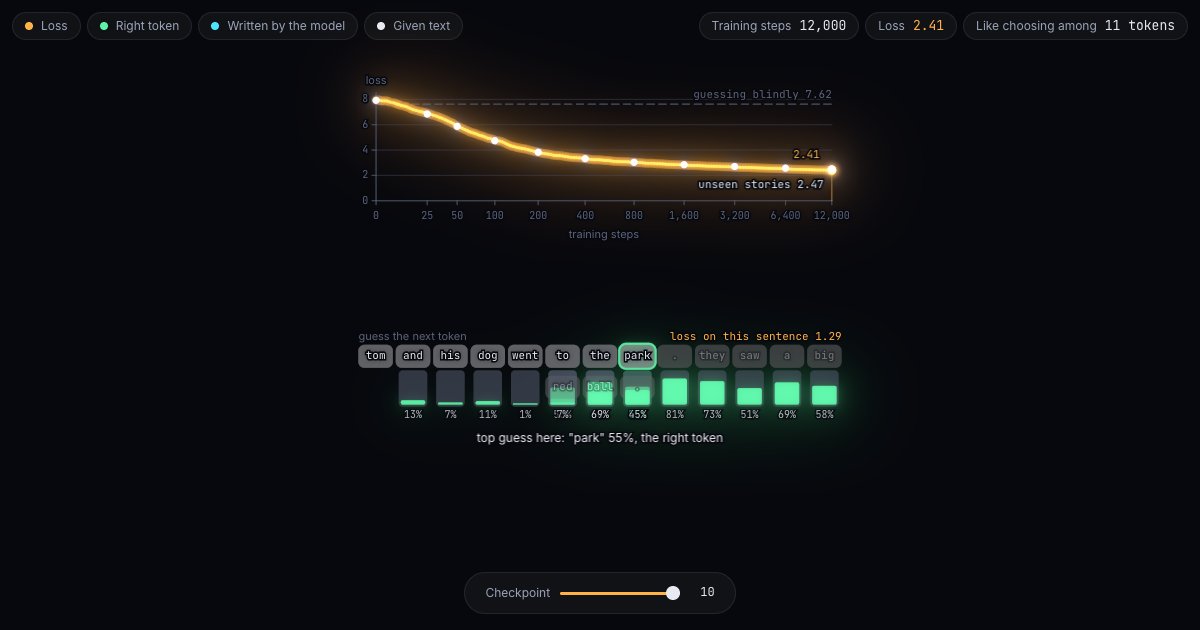 Loss Right token Written by the model Given text Training steps 12,000 Loss 2.41 Like choosing among 11 tokens
loss
guessing blindly 7.62
8
6
4
2.41
2
unseen stories 2.47
0
0 25 50 100 200 400 800 1,600 3,200 6,400 12,000
training steps
guess the next token loss on this sentence 1.29
tom and his dog went to the park . they saw a big
red ball .
13% 7% 11% 1% 69% 45% 81% 73% 51% 69% 58%
top guess here: "park" 55%, the right token
Checkpoint 10